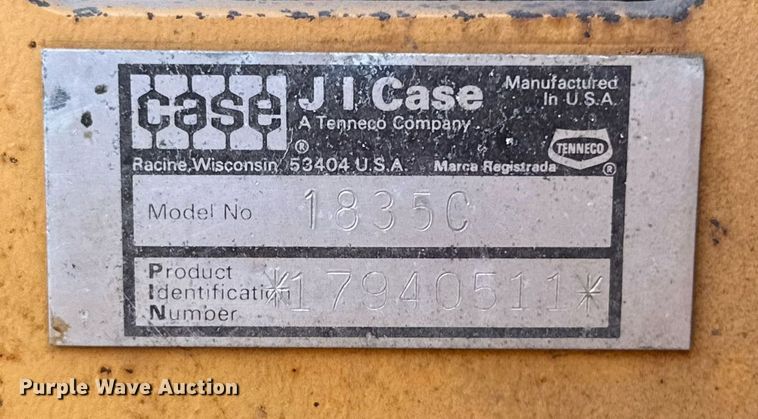 case
J I Case
A Tenneco Company
Manufactured
In U.S.A.
®
TENNECO
®
Racine, Wisconsin 53404 U.S.A. Marca Registrada
Model No. 1835C
Product
Identification
Number
*17940511*
Purple Wave Auction